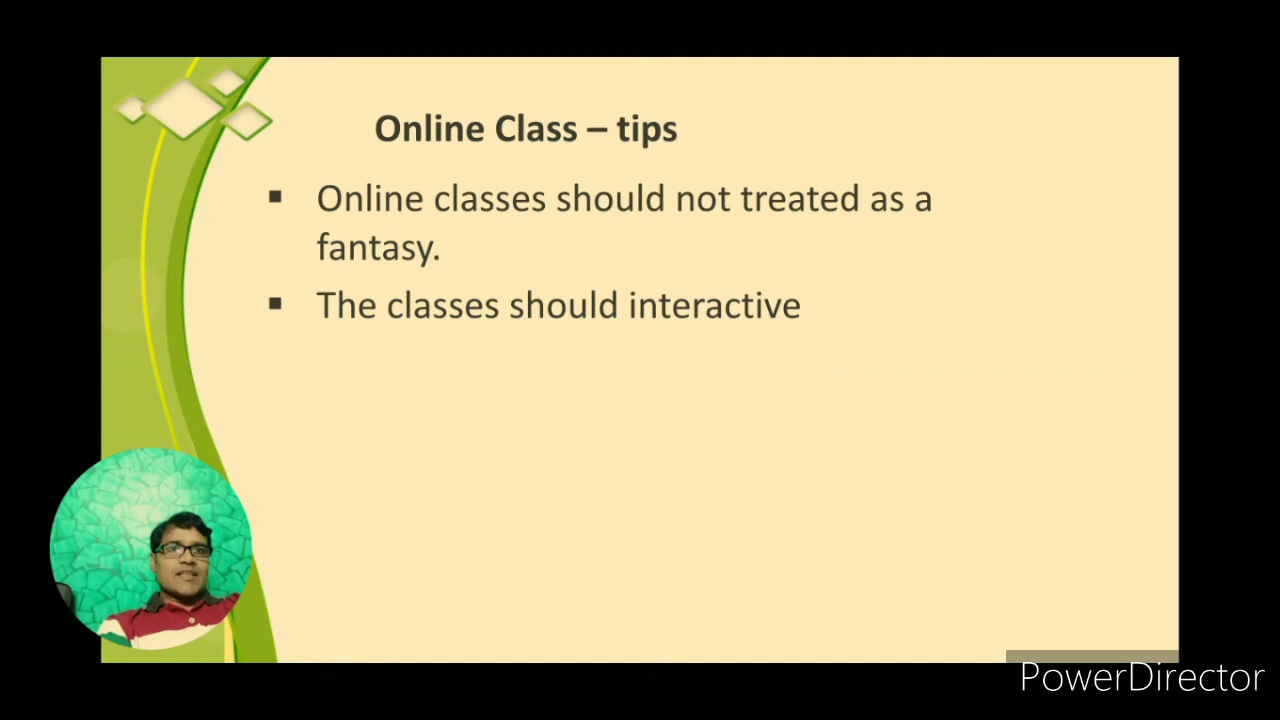 Online Class – tips
▪ Online classes should not treated as a
fantasy.
▪ The classes should interactive
PowerDirector